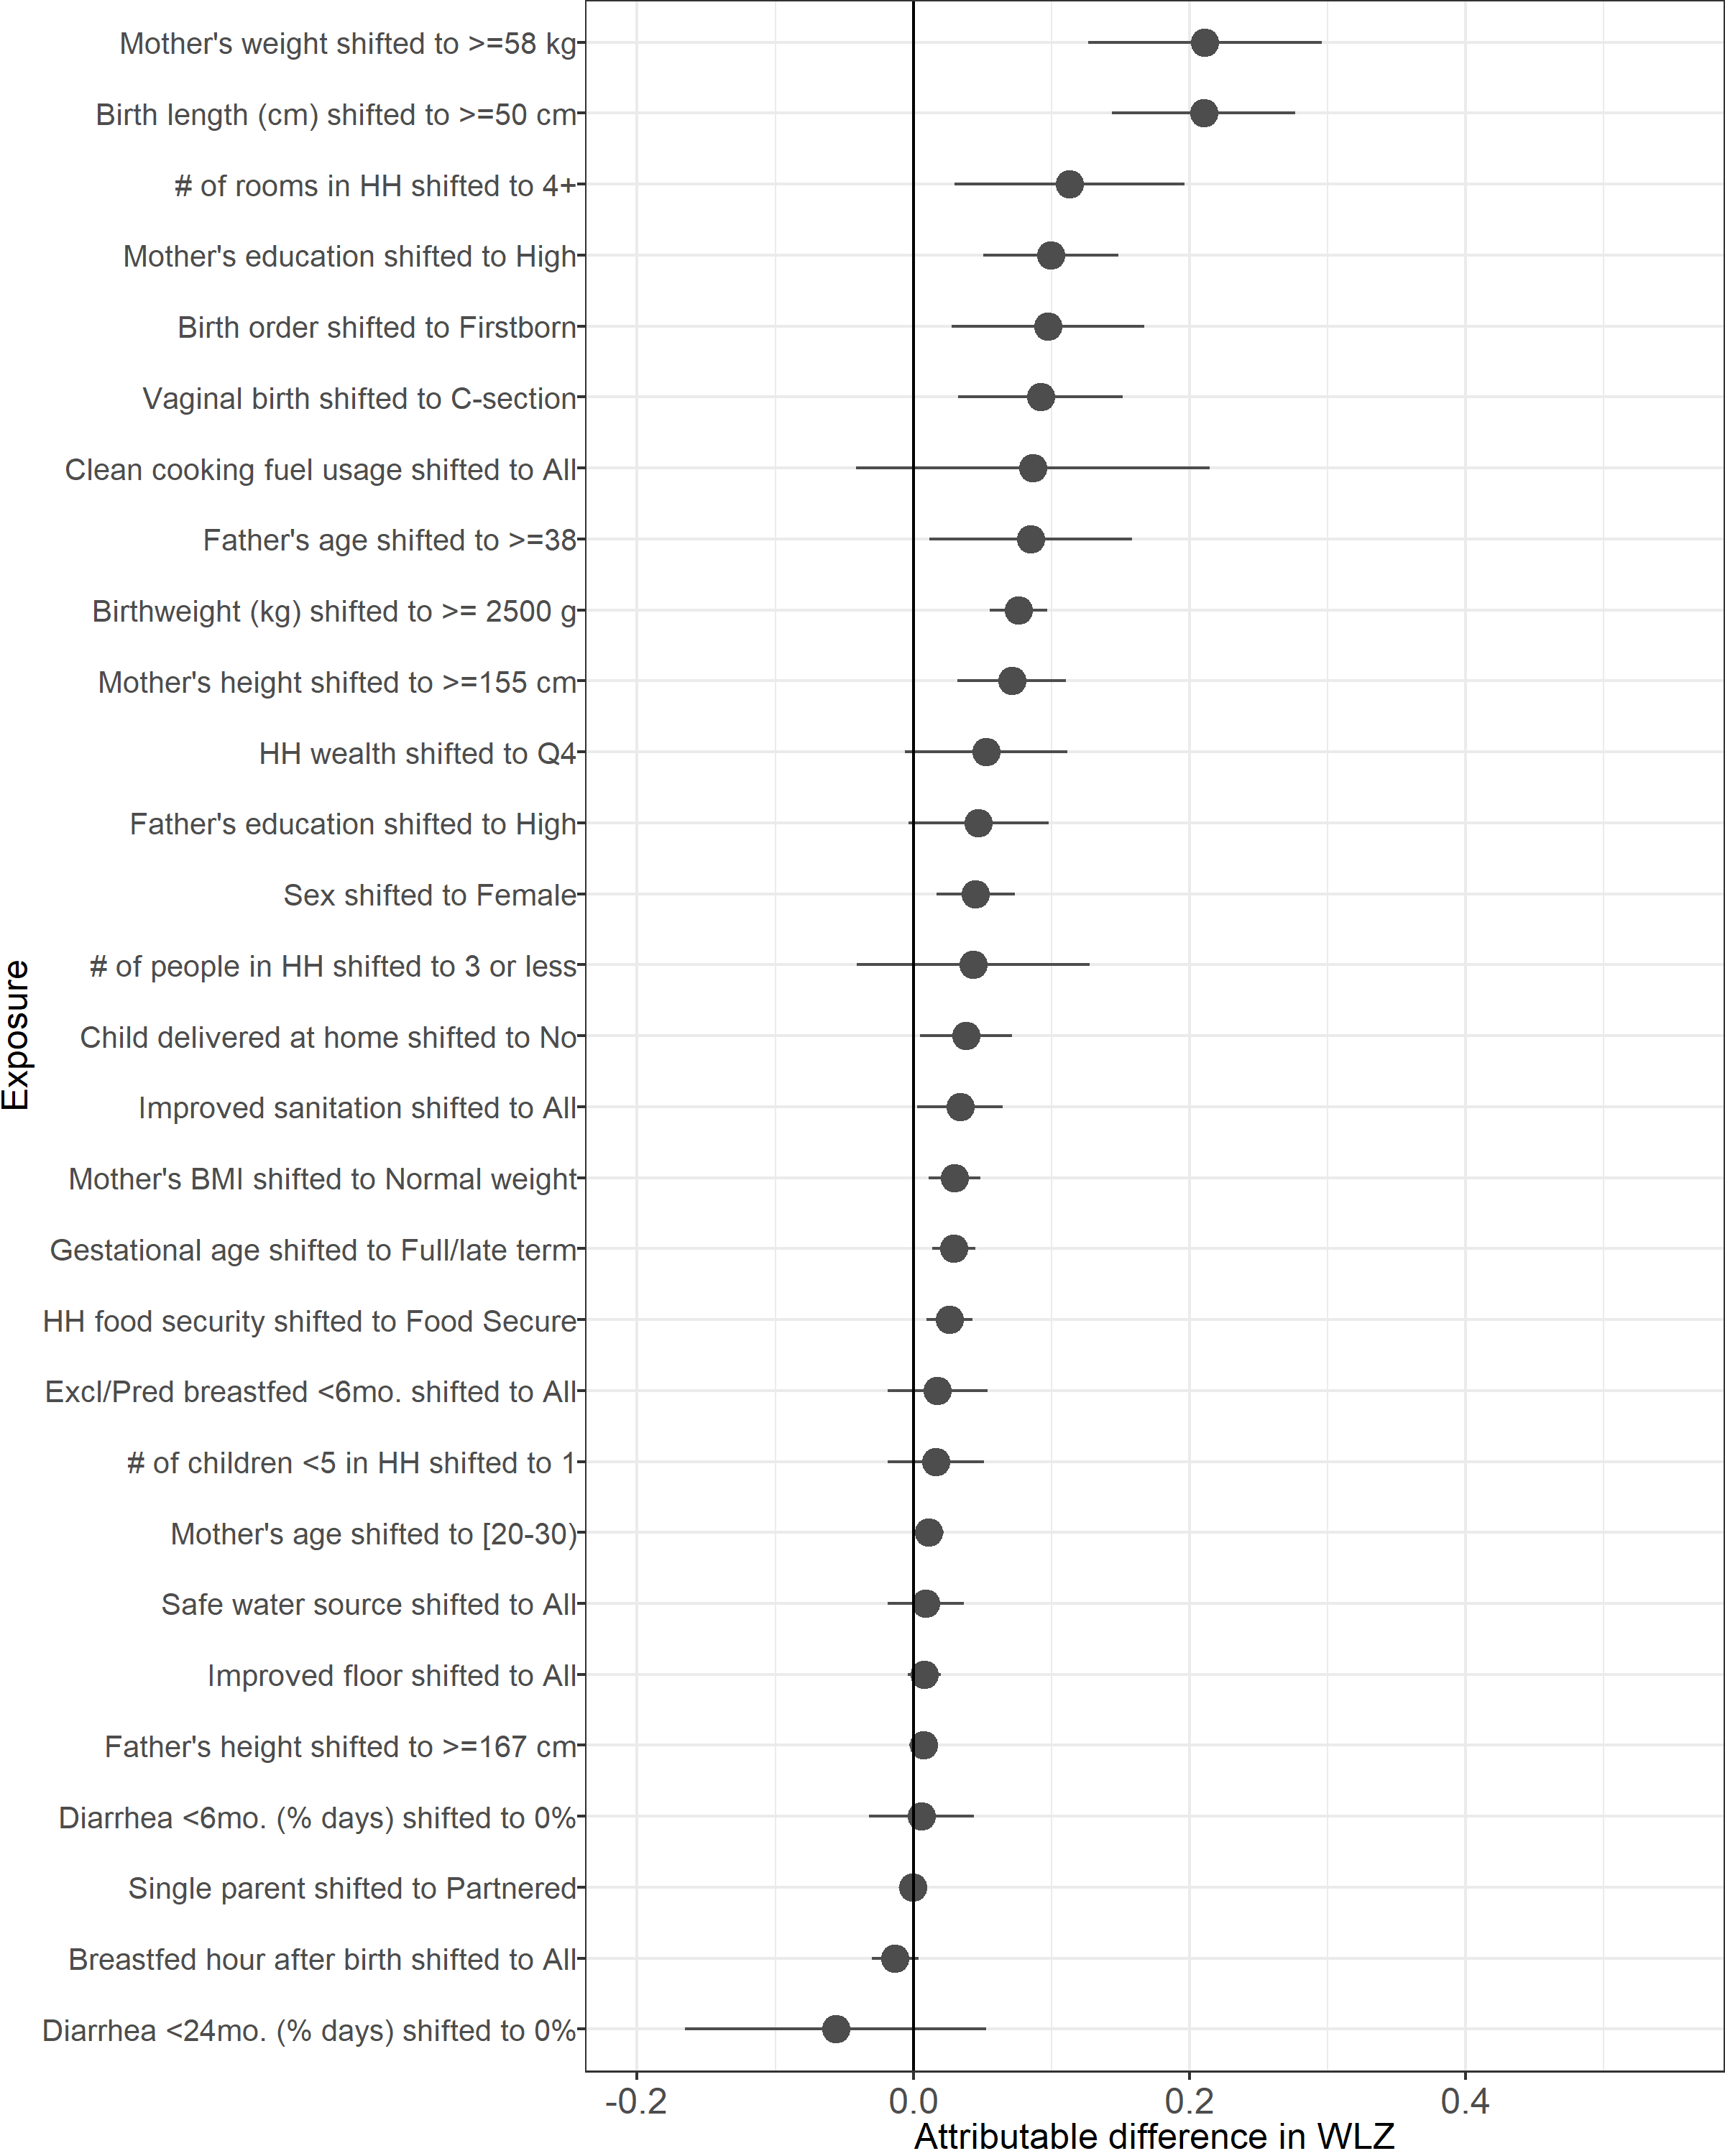 Mother's weight shifted to >=58 kg
Birth length (cm) shifted to >=50 cm
# of rooms in HH shifted to 4+
Mother's education shifted to High
Birth order shifted to Firstborn
Vaginal birth shifted to C-section
Clean cooking fuel usage shifted to All
Father's age shifted to >=38
Birthweight (kg) shifted to >= 2500 g
Mother's height shifted to >=155 cm
HH wealth shifted to Q4
Father's education shifted to High
Sex shifted to Female
# of people in HH shifted to 3 or less
Child delivered at home shifted to No
Improved sanitation shifted to All
Mother's BMI shifted to Normal weight
Gestational age shifted to Full/late term
HH food security shifted to Food Secure
Excl/Pred breastfed <6mo. shifted to All
# of children <5 in HH shifted to 1
Mother's age shifted to [20-30)
Safe water source shifted to All
Improved floor shifted to All
Father's height shifted to >=167 cm
Diarrhea <6mo. (% days) shifted to 0%
Single parent shifted to Partnered
Breastfed hour after birth shifted to All
Diarrhea <24mo. (% days) shifted to 0%
Exposure
-0.2 0.0 0.2 0.4
Attributable difference in WLZ